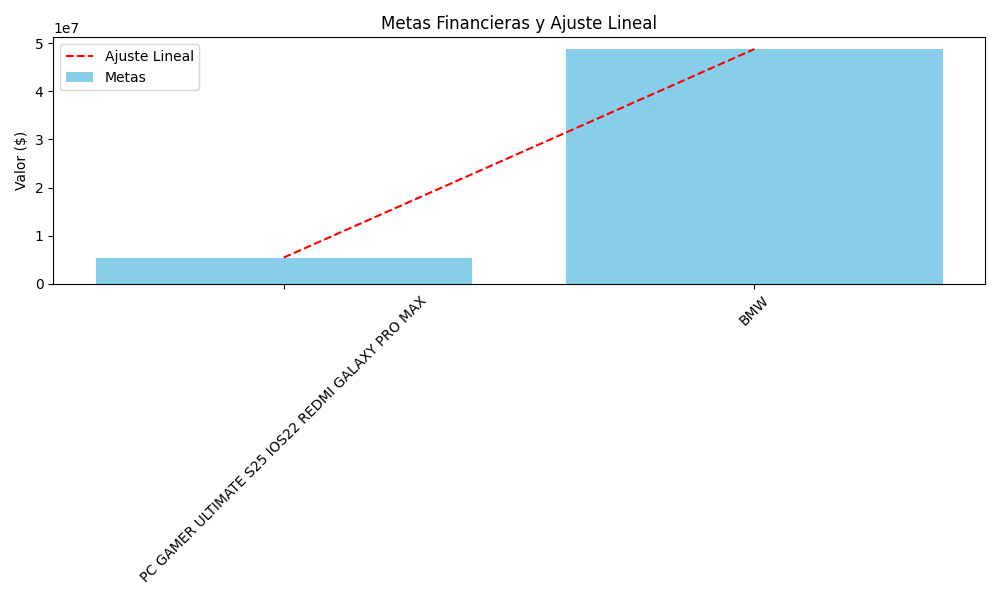 Metas Financieras y Ajuste Lineal
1e7
Ajuste Lineal
Metas
Valor ($)
5
4
3
2
1
0
PC GAMER ULTIMATE S25 IOS22 REDMI GALAXY PRO MAX
BMW